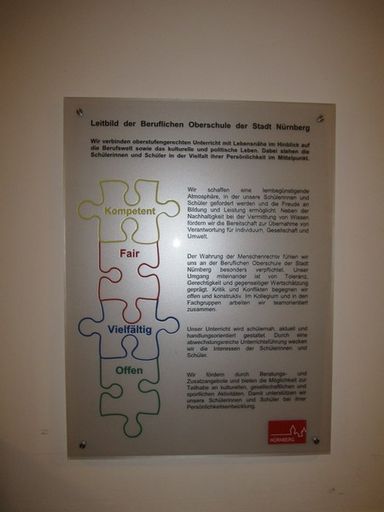 Leitbild der Beruflichen Oberschule der Stadt Nürnberg
Wir verbinden oberstufengerechten Unterricht mit Lebensnähe im Hinblick auf
die Berufswelt sowie das kulturelle und politische Leben. Dabei stehen die
Schülerinnen und Schüler in der Vielfalt ihrer Persönlichkeit im Mittelpunkt.
Kompetent
Wir schaffen eine lernbegünstigende
Atmosphäre, in der unsere Schülerinnen und
Schüler gefordert werden und die Freude an
Bildung und Leistung ermöglicht. Neben der
Nachhaltigkeit bei der Vermittlung von Wissen
fördern wir die Bereitschaft zur Übernahme von
Verantwortung für Individuum, Gesellschaft und
Umwelt.
Fair
Der Wahrung der Menschenrechte fühlen wir
uns an der Beruflichen Oberschule der Stadt
Nürnberg besonders verpflichtet. Unser
Umgang miteinander ist von Toleranz,
Gerechtigkeit und gegenseitiger Wertschätzung
geprägt. Kritik und Konflikten begegnen wir
offen und konstruktiv. Im Kollegium und in den
Fachgruppen arbeiten wir teamorientiert
zusammen.
Vielfältig
Unser Unterricht wird schülernah, aktuell und
handlungsorientiert gestaltet. Durch eine
abwechslungsreiche Unterrichtsführung wecken
wir die Interessen der Schülerinnen und
Schüler.
Offen
Wir fördern durch Beratungs- und
Zusatzangebote und bieten die Möglichkeit zur
Teilhabe an kulturellen, gesellschaftlichen und
sportlichen Aktivitäten. Damit unterstützen wir
unsere Schülerinnen und Schüler bei ihrer
Persönlichkeitsentwicklung.
NÜRNBERG